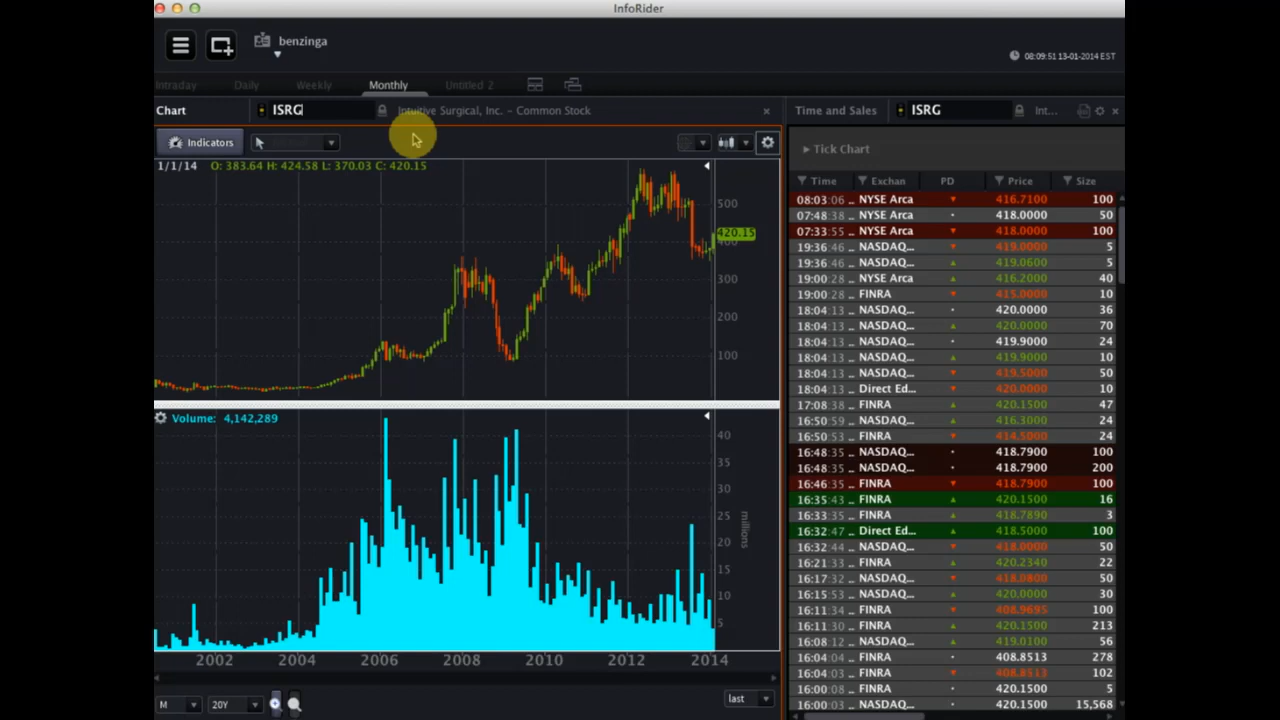 InfoRider
benzinga
08:09:51 13-01-2014 EST
Intraday Daily Weekly Monthly Untitled 2
Chart ISRG Intuitive Surgical, Inc. - Common Stock
Time and Sales ISRG Int...
Indicators
Tick Chart
1/1/14 O: 383.64 H: 424.58 L: 370.03 C: 420.15
Time Exchan PD Price Size
08:03:06 .. NYSE Arca 416.7100 100
07:48:38 .. NYSE Arca 418.0000 50
07:33:55 .. NYSE Arca 418.0000 100
19:36:46 .. NASDAQ... 419.0000 5
19:36:46 .. NASDAQ... 419.0600 5
19:00:28 .. NYSE Arca 416.2000 40
19:00:28 .. FINRA 415.0000 10
18:04:13 .. NASDAQ... 420.0000 36
18:04:13 .. NASDAQ... 420.0000 70
18:04:13 .. NASDAQ... 419.9000 24
18:04:13 .. NASDAQ... 419.9000 10
18:04:13 .. NASDAQ... 419.5000 50
18:04:13 .. Direct Ed... 420.0000 10
17:08:38 .. FINRA 420.1500 47
16:50:59 .. NASDAQ... 416.3000 24
16:50:53 .. FINRA 414.5000 24
16:48:35 .. NASDAQ... 418.7900 100
16:48:35 .. NASDAQ... 418.7900 200
16:46:35 .. FINRA 418.7900 100
16:35:43 .. FINRA 420.1500 16
16:33:35 .. FINRA 418.7890 3
16:32:47 .. Direct Ed... 418.5000 100
16:32:44 .. NASDAQ... 418.0000 50
16:21:33 .. FINRA 420.2340 22
16:17:32 .. NASDAQ... 418.0800 50
16:15:53 .. NASDAQ... 420.0000 30
16:11:34 .. FINRA 408.9695 100
16:11:30 .. FINRA 420.1500 213
16:08:12 .. NASDAQ... 419.0100 56
16:04:04 .. FINRA 408.8513 278
16:04:03 .. FINRA 408.8513 102
16:00:08 .. FINRA 420.1500 5
16:00:03 .. NASDAQ... 420.1500 15,568
500
420.15
400
300
200
100
Volume: 4,142,289
40
35
30
25
20
15
10
5
millions
2002 2004 2006 2008 2010 2012 2014
M 20Y last